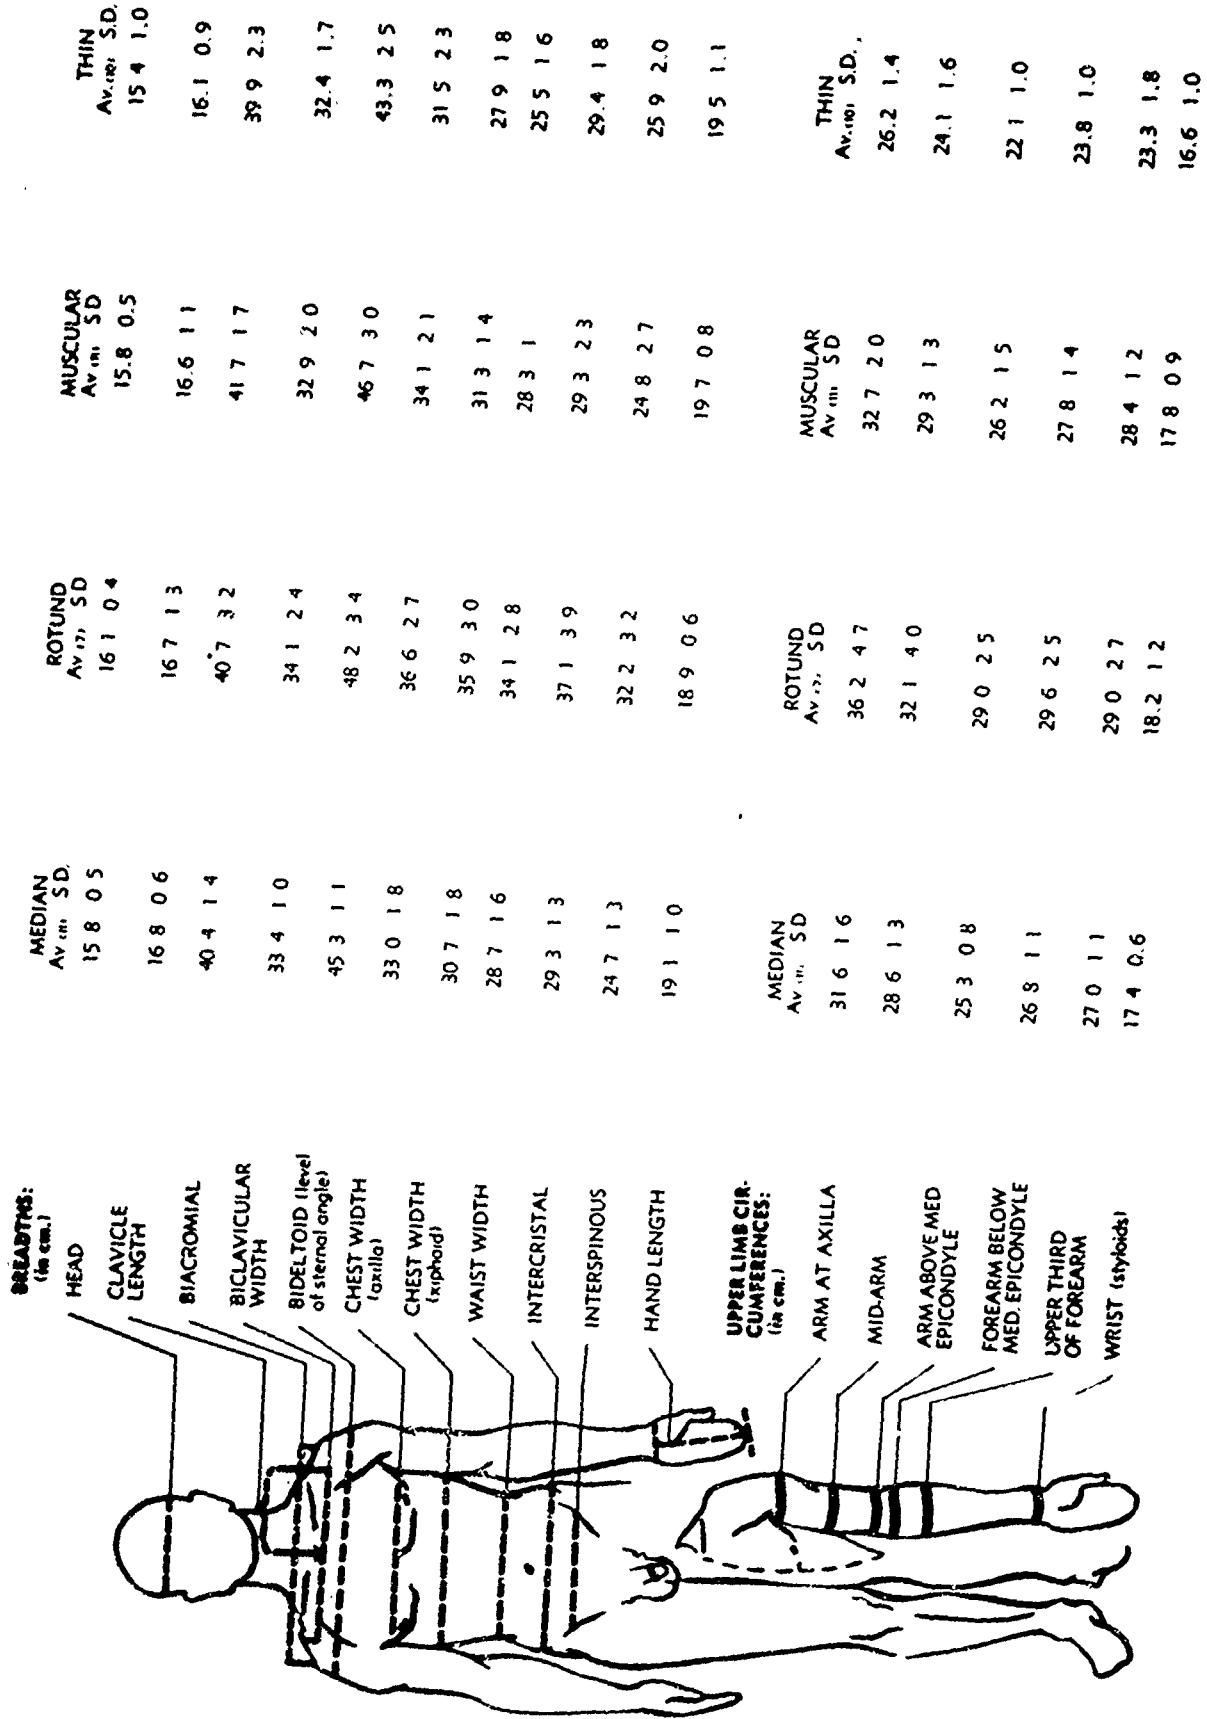 BREADTHS:
(in cm.)
MEDIAN ROTUND MUSCULAR THIN
Av. S D. Av S D Av S D Av. (10) S.D.
HEAD 15 8 0 5 16 1 0 4 15.8 0.5 15 4 1.0
CLAVICLE
LENGTH 16 8 0 6 16 7 1 3 16.6 1 1 16.1 0.9
BIACROMIAL 40 4 1 4 40 7 3 2 41 7 1 7 39 9 2.3
BICLAVICULAR
WIDTH 33 4 1 0 34 1 2 4 32 9 2 0 32.4 1.7
BIDELTOID (level
of sternal angle) 45 3 1 1 48 2 3 4 46 7 3 0 43.3 2 5
CHEST WIDTH
(axilla) 33 0 1 8 36 6 2 7 34 1 2 1 31 5 2 3
CHEST WIDTH
(xiphoid) 30 7 1 8 35 9 3 0 31 3 1 4 27 9 1 8
WAIST WIDTH 28 7 1 6 34 1 2 8 28 3 1 25 5 1 6
INTERCRISTAL 29 3 1 3 37 1 3 9 29 3 2 3 29.4 1 8
INTERSPINOUS 24 7 1 3 32 2 3 2 24 8 2 7 25 9 2.0
HAND LENGTH 19 1 1 0 18 9 0 6 19 7 0 8 19 5 1.1
UPPER LIMB CIR-
CUMFERENCES:
(in cm.)
MEDIAN ROTUND MUSCULAR THIN
Av S D Av S D Av S D Av. (10) S.D.
ARM AT AXILLA 31 6 1 6 36 2 4 7 32 7 2 0 26.2 1.4
MID-ARM 28 6 1 3 32 1 4 0 29 3 1 3 24.1 1.6
ARM ABOVE MED
EPICONDYLE 25 3 0 8 29 0 2 5 26 2 1 5 22 1 1.0
FOREARM BELOW
MED. EPICONDYLE 26 8 1 1 29 6 2 5 27 8 1 4 23.8 1.0
UPPER THIRD
OF FOREARM 27 0 1 1 29 0 2 7 28 4 1 2 23.3 1.8
WRIST (styloids) 17 4 0.6 18.2 1 2 17 8 0 9 16.6 1.0